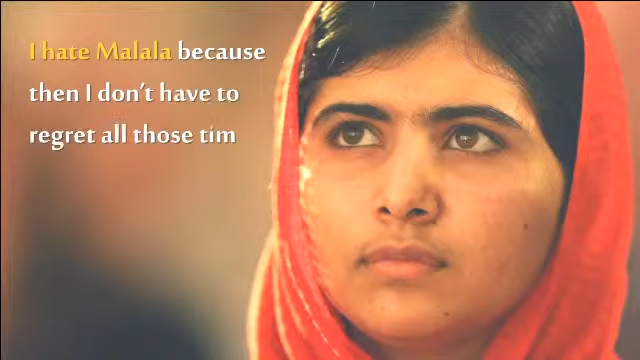 I hate Malala because
then I don't have to
regret all those tim